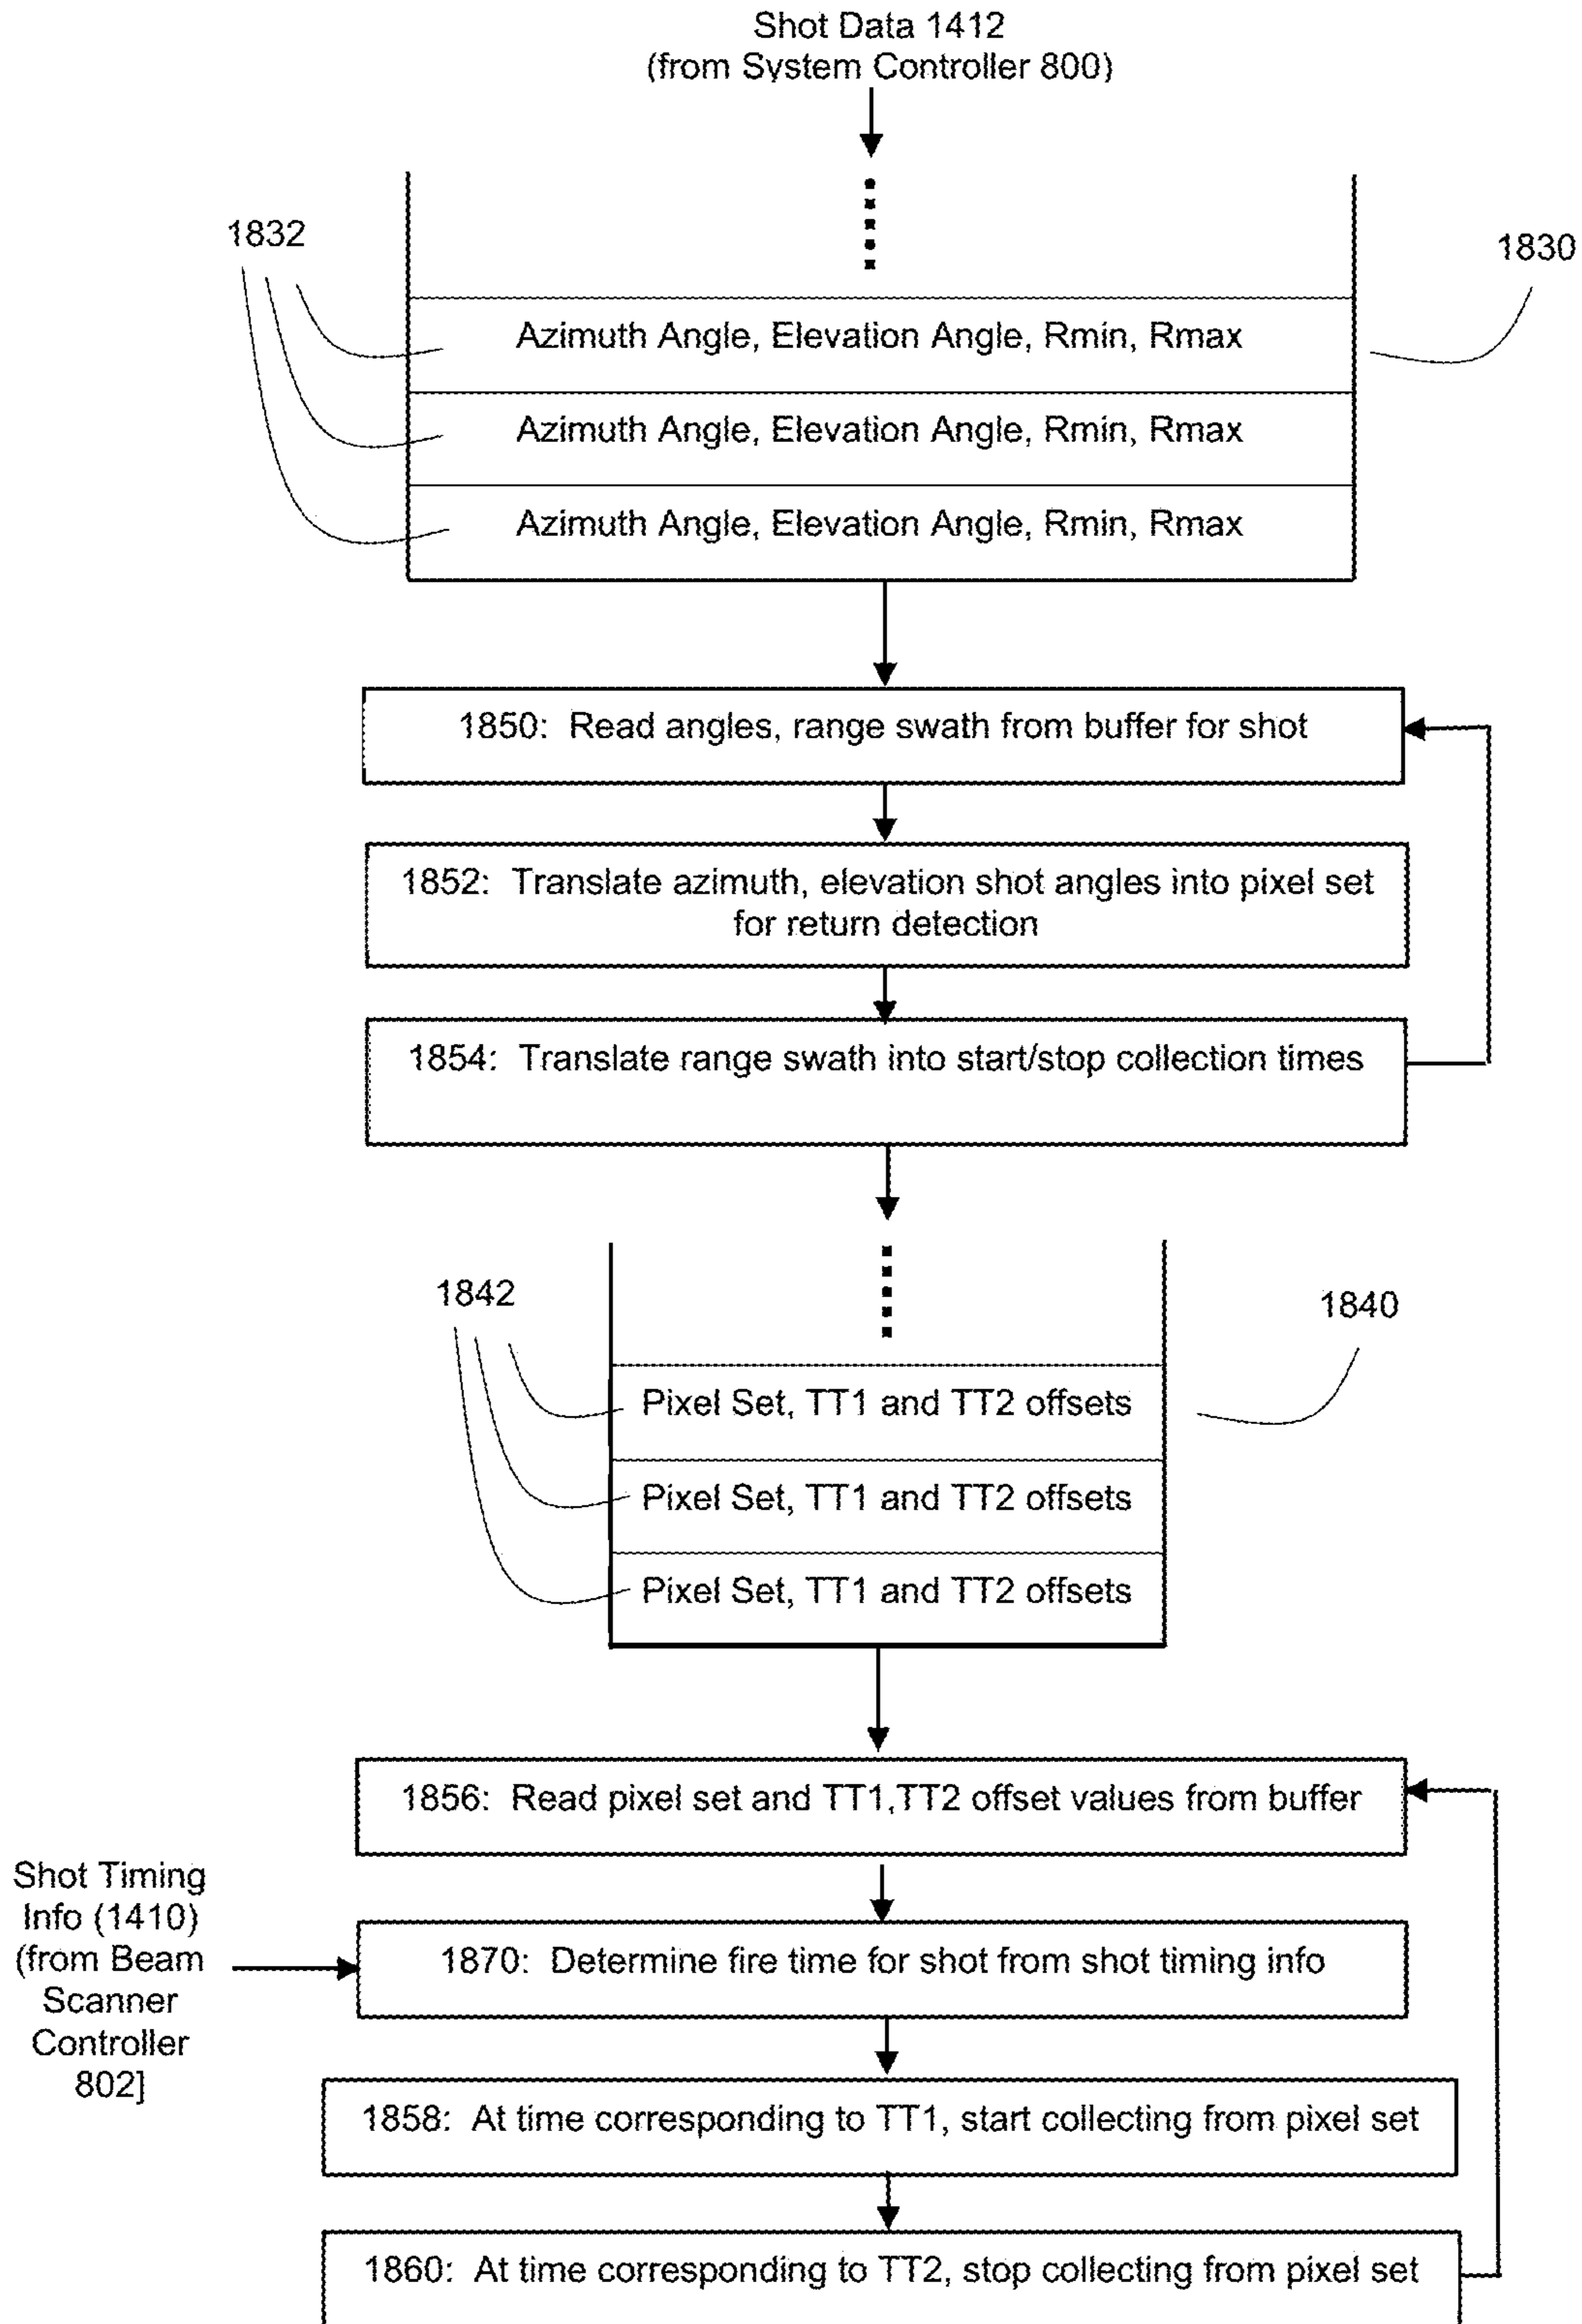 Shot Data 1412
(from System Controller 800)
1832
1830
Azimuth Angle, Elevation Angle, Rmin, Rmax
Azimuth Angle, Elevation Angle, Rmin, Rmax
Azimuth Angle, Elevation Angle, Rmin, Rmax
1850: Read angles, range swath from buffer for shot
1852: Translate azimuth, elevation shot angles into pixel set
for return detection
1854: Translate range swath into start/stop collection times
1842
1840
Pixel Set, TT1 and TT2 offsets
Pixel Set, TT1 and TT2 offsets
Pixel Set, TT1 and TT2 offsets
1856: Read pixel set and TT1,TT2 offset values from buffer
Shot Timing
Info (1410)
(from Beam
Scanner
Controller
802]
1870: Determine fire time for shot from shot timing info
1858: At time corresponding to TT1, start collecting from pixel set
1860: At time corresponding to TT2, stop collecting from pixel set